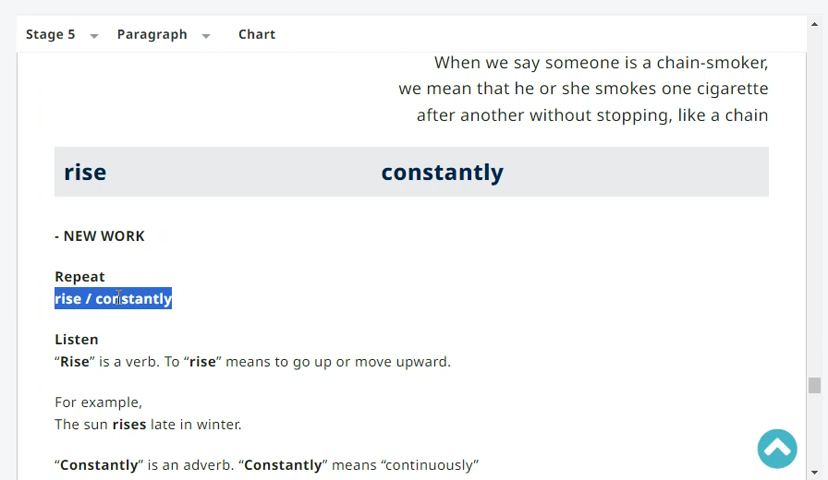 Stage 5 Paragraph Chart
When we say someone is a chain-smoker,
we mean that he or she smokes one cigarette
after another without stopping, like a chain
rise constantly
- NEW WORK
Repeat
rise / constantly
Listen
“Rise” is a verb. To “rise” means to go up or move upward.
For example,
The sun rises late in winter.
“Constantly” is an adverb. “Constantly” means “continuously”